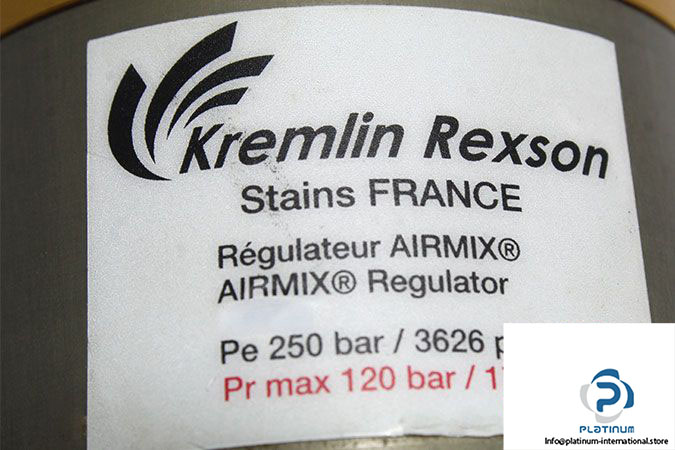 Kremlin Rexson
Stains FRANCE
Régulateur AIRMIX®
AIRMIX® Regulator
Pe 250 bar / 3626
Pr max 120 bar /
PLATINUM
Info@platinum-international.store